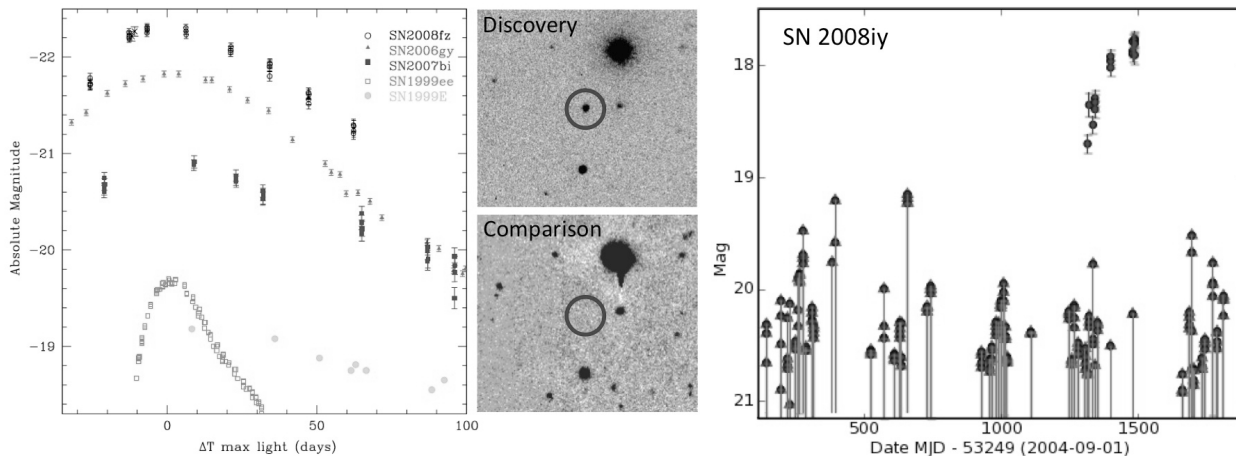 Absolute Magnitude
-22
-21
-20
-19
SN2008fz
SN2006gy
SN2007bi
SN1999ee
SN1999E
0
50
100
ΔT max light (days)
Discovery
Comparison
SN 2008iy
Mag
18
19
20
21
500
1000
1500
Date MJD - 53249 (2004-09-01)